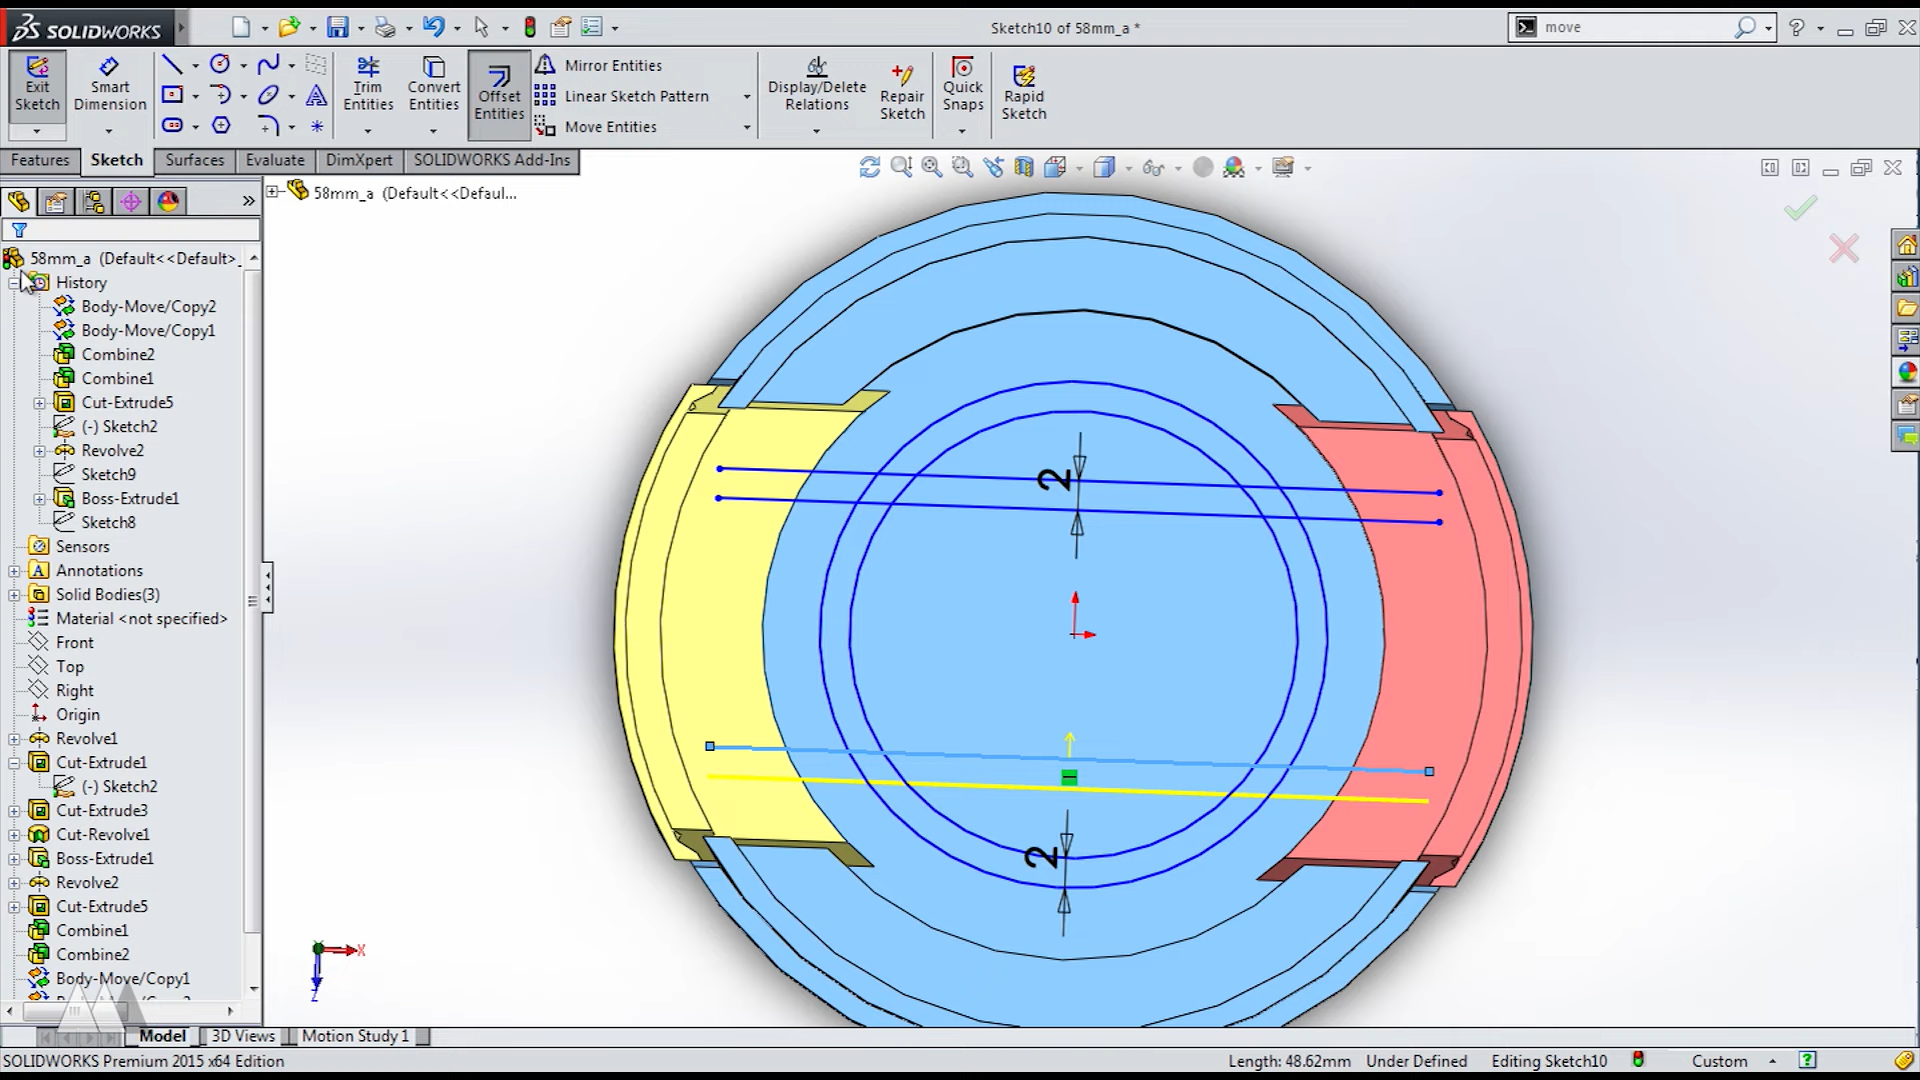 SOLIDWORKS
Sketch10 of 58mm_a *
move
Exit Sketch
Smart Dimension
Trim Entities
Convert Entities
Offset Entities
Mirror Entities
Linear Sketch Pattern
Move Entities
Display/Delete Relations
Repair Sketch
Quick Snaps
Rapid Sketch
Features
Sketch
Surfaces
Evaluate
DimXpert
SOLIDWORKS Add-Ins
58mm_a (Default<<Defaul...
58mm_a (Default<<Default>_
History
Body-Move/Copy2
Body-Move/Copy1
Combine2
Combine1
Cut-Extrude5
(-) Sketch2
Revolve2
Sketch9
Boss-Extrude1
Sketch8
Sensors
Annotations
Solid Bodies(3)
Material <not specified>
Front
Top
Right
Origin
Revolve1
Cut-Extrude1
(-) Sketch2
Cut-Extrude3
Cut-Revolve1
Boss-Extrude1
Revolve2
Cut-Extrude5
Combine1
Combine2
Body-Move/Copy1
2
2
X
Z
Model
3D Views
Motion Study 1
SOLIDWORKS Premium 2015 x64 Edition
Length: 48.62mm
Under Defined
Editing Sketch10
Custom